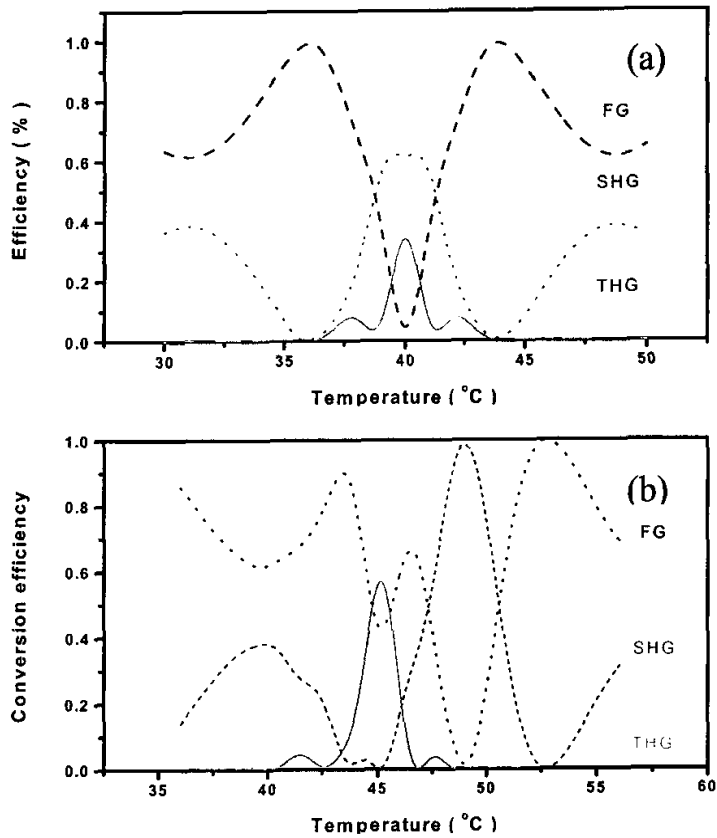 (a)
FG
SHG
THG
Efficiency ( % )
1.0
0.8
0.6
0.4
0.2
0.0
30
35
40
45
50
Temperature ( °C )
(b)
FG
SHG
THG
Conversion efficiency
1.0
0.8
0.6
0.4
0.2
0.0
35
40
45
50
55
60
Temperature ( °C )